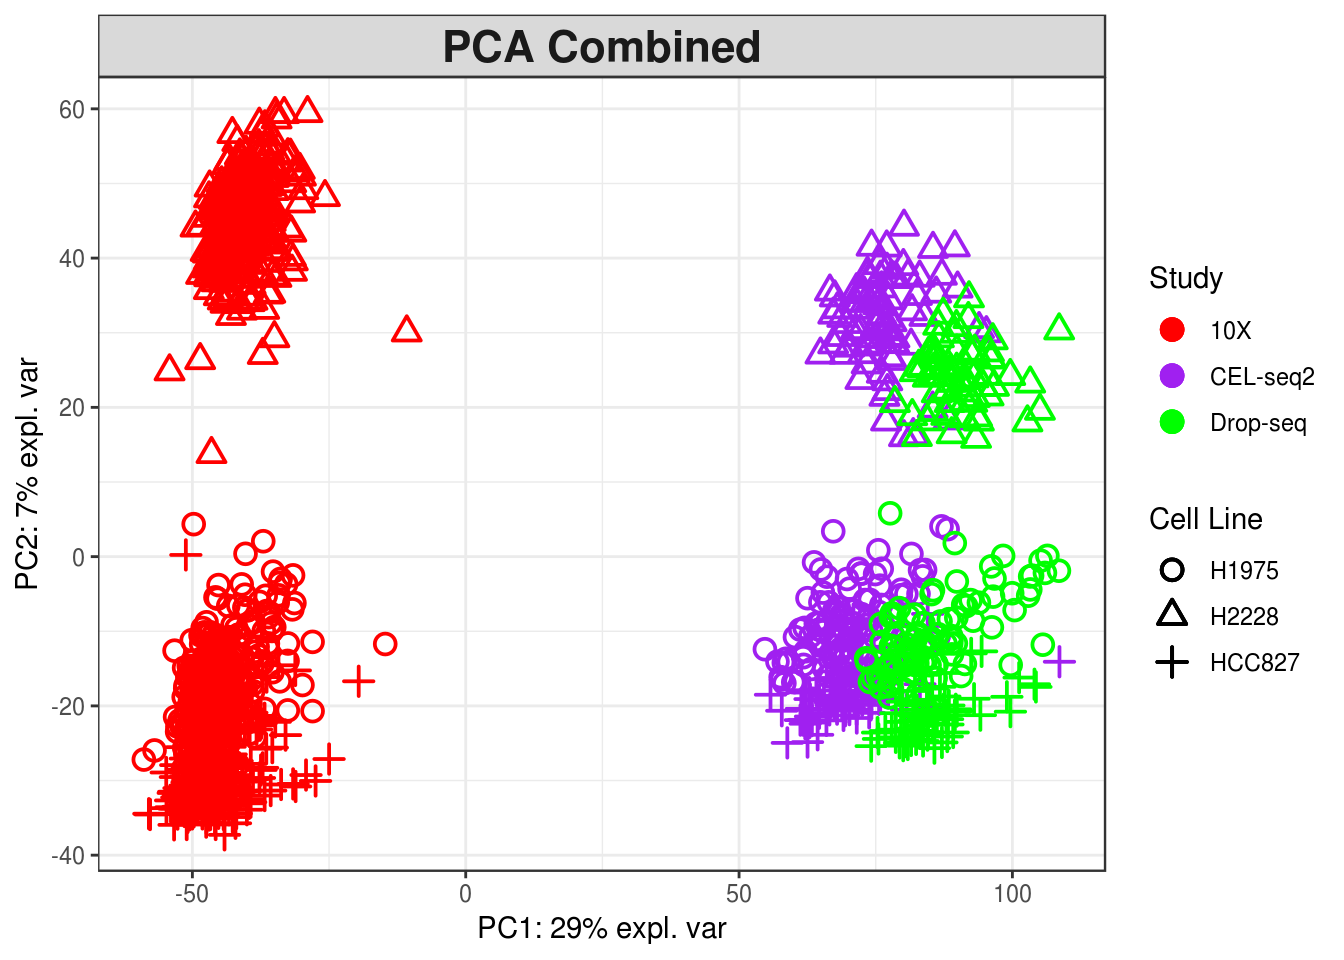 PCA Combined
60
40
20
0
-20
-40
PC2: 7% expl. var
-50
0
50
100
PC1: 29% expl. var
Study
10X
CEL-seq2
Drop-seq
Cell Line
H1975
H2228
HCC827